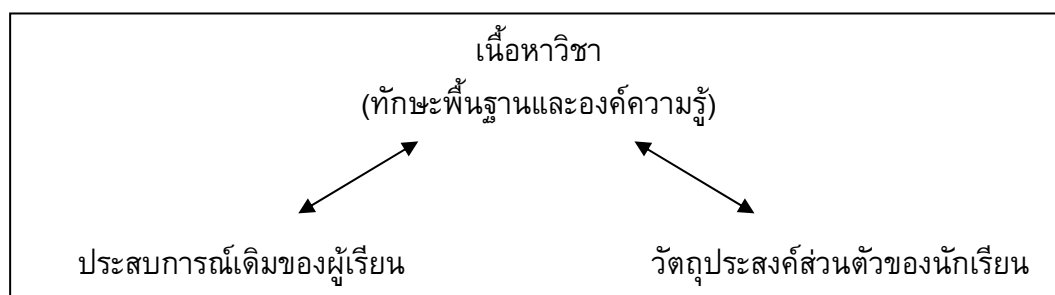 เนื้อหาวิชา
(ทักษะพื้นฐานและองค์ความรู้)
ประสบการณ์เดิมของผู้เรียน
วัตถุประสงค์ส่วนตัวของนักเรียน